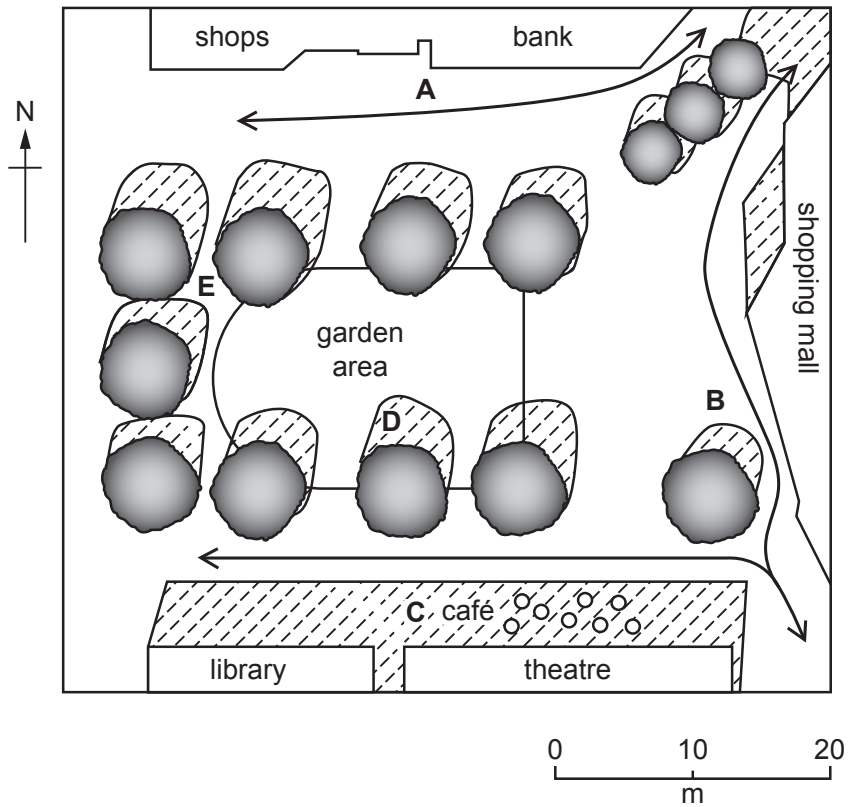 shops
bank
A
N
E
garden
area
shopping mall
D
B
C café
library
theatre
0 10 20
m